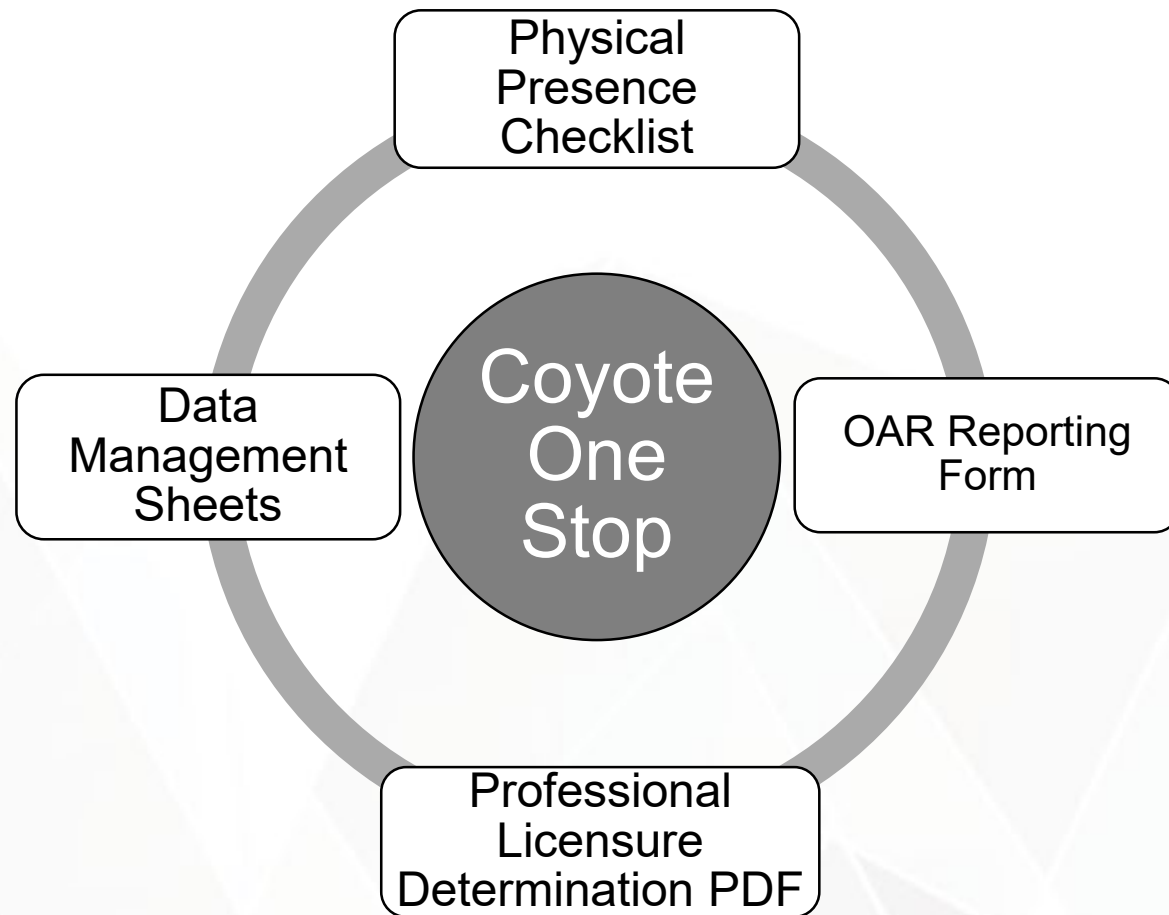 Physical
Presence
Checklist
Coyote
One
Stop
Data
Management
Sheets
OAR Reporting
Form
Professional
Licensure
Determination PDF